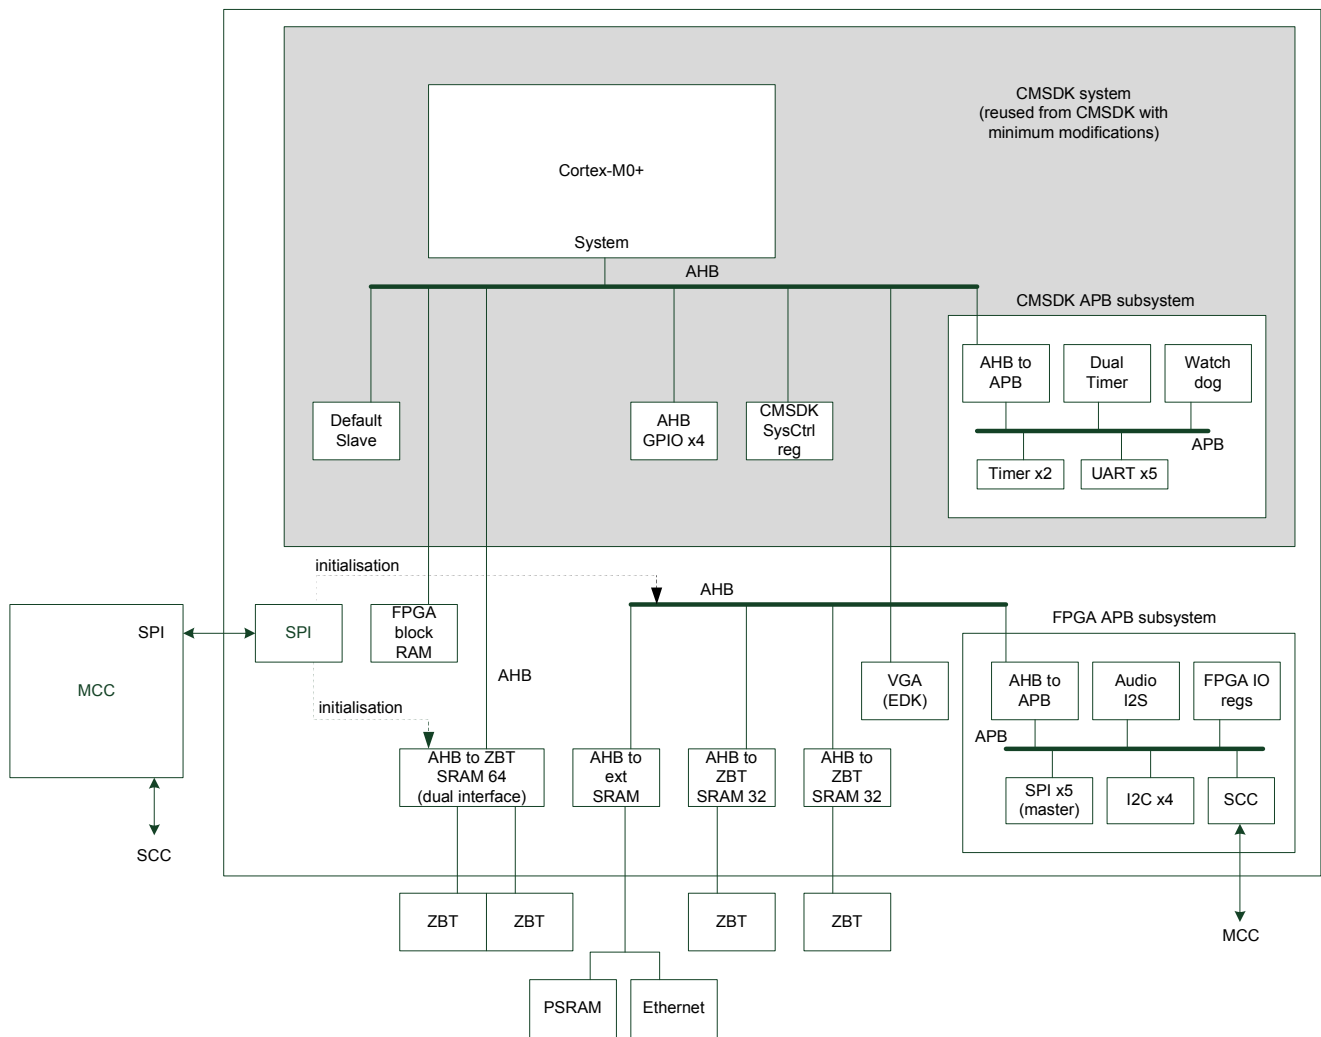 CMSDK system
(reused from CMSDK with
minimum modifications)
Cortex-M0+
System
AHB
CMSDK APB subsystem
AHB to
APB
Dual
Timer
Watch
dog
Default
Slave
AHB
GPIO x4
CMSDK
SysCtrl
reg
APB
Timer x2
UART x5
initialisation
AHB
SPI
SPI
MCC
FPGA
block
RAM
FPGA APB subsystem
AHB
VGA
(EDK)
AHB to
APB
Audio
I2S
FPGA IO
regs
initialisation
APB
AHB to ZBT
SRAM 64
(dual interface)
AHB to
ext
SRAM
AHB to
ZBT
SRAM 32
AHB to
ZBT
SRAM 32
SPI x5
(master)
I2C x4
SCC
SCC
ZBT
ZBT
ZBT
ZBT
MCC
PSRAM
Ethernet